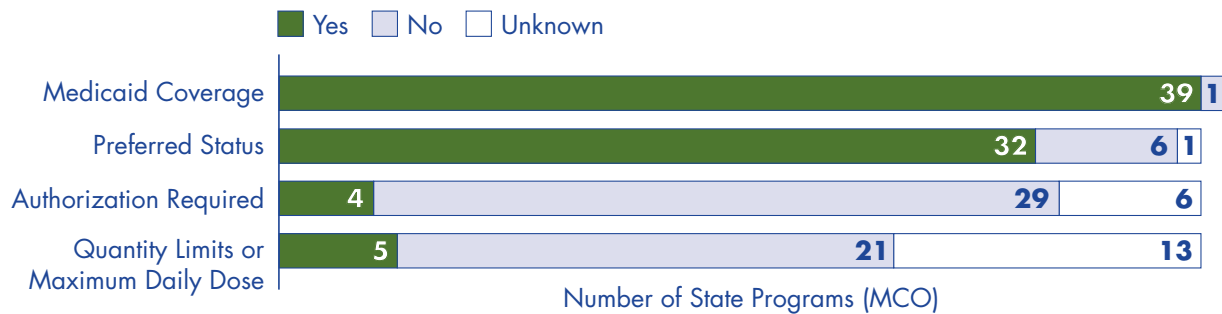 Yes No Unknown
Medicaid Coverage 39 1
Preferred Status 32 6 1
Authorization Required 4 29 6
Quantity Limits or
Maximum Daily Dose 5 21 13
Number of State Programs (MCO)